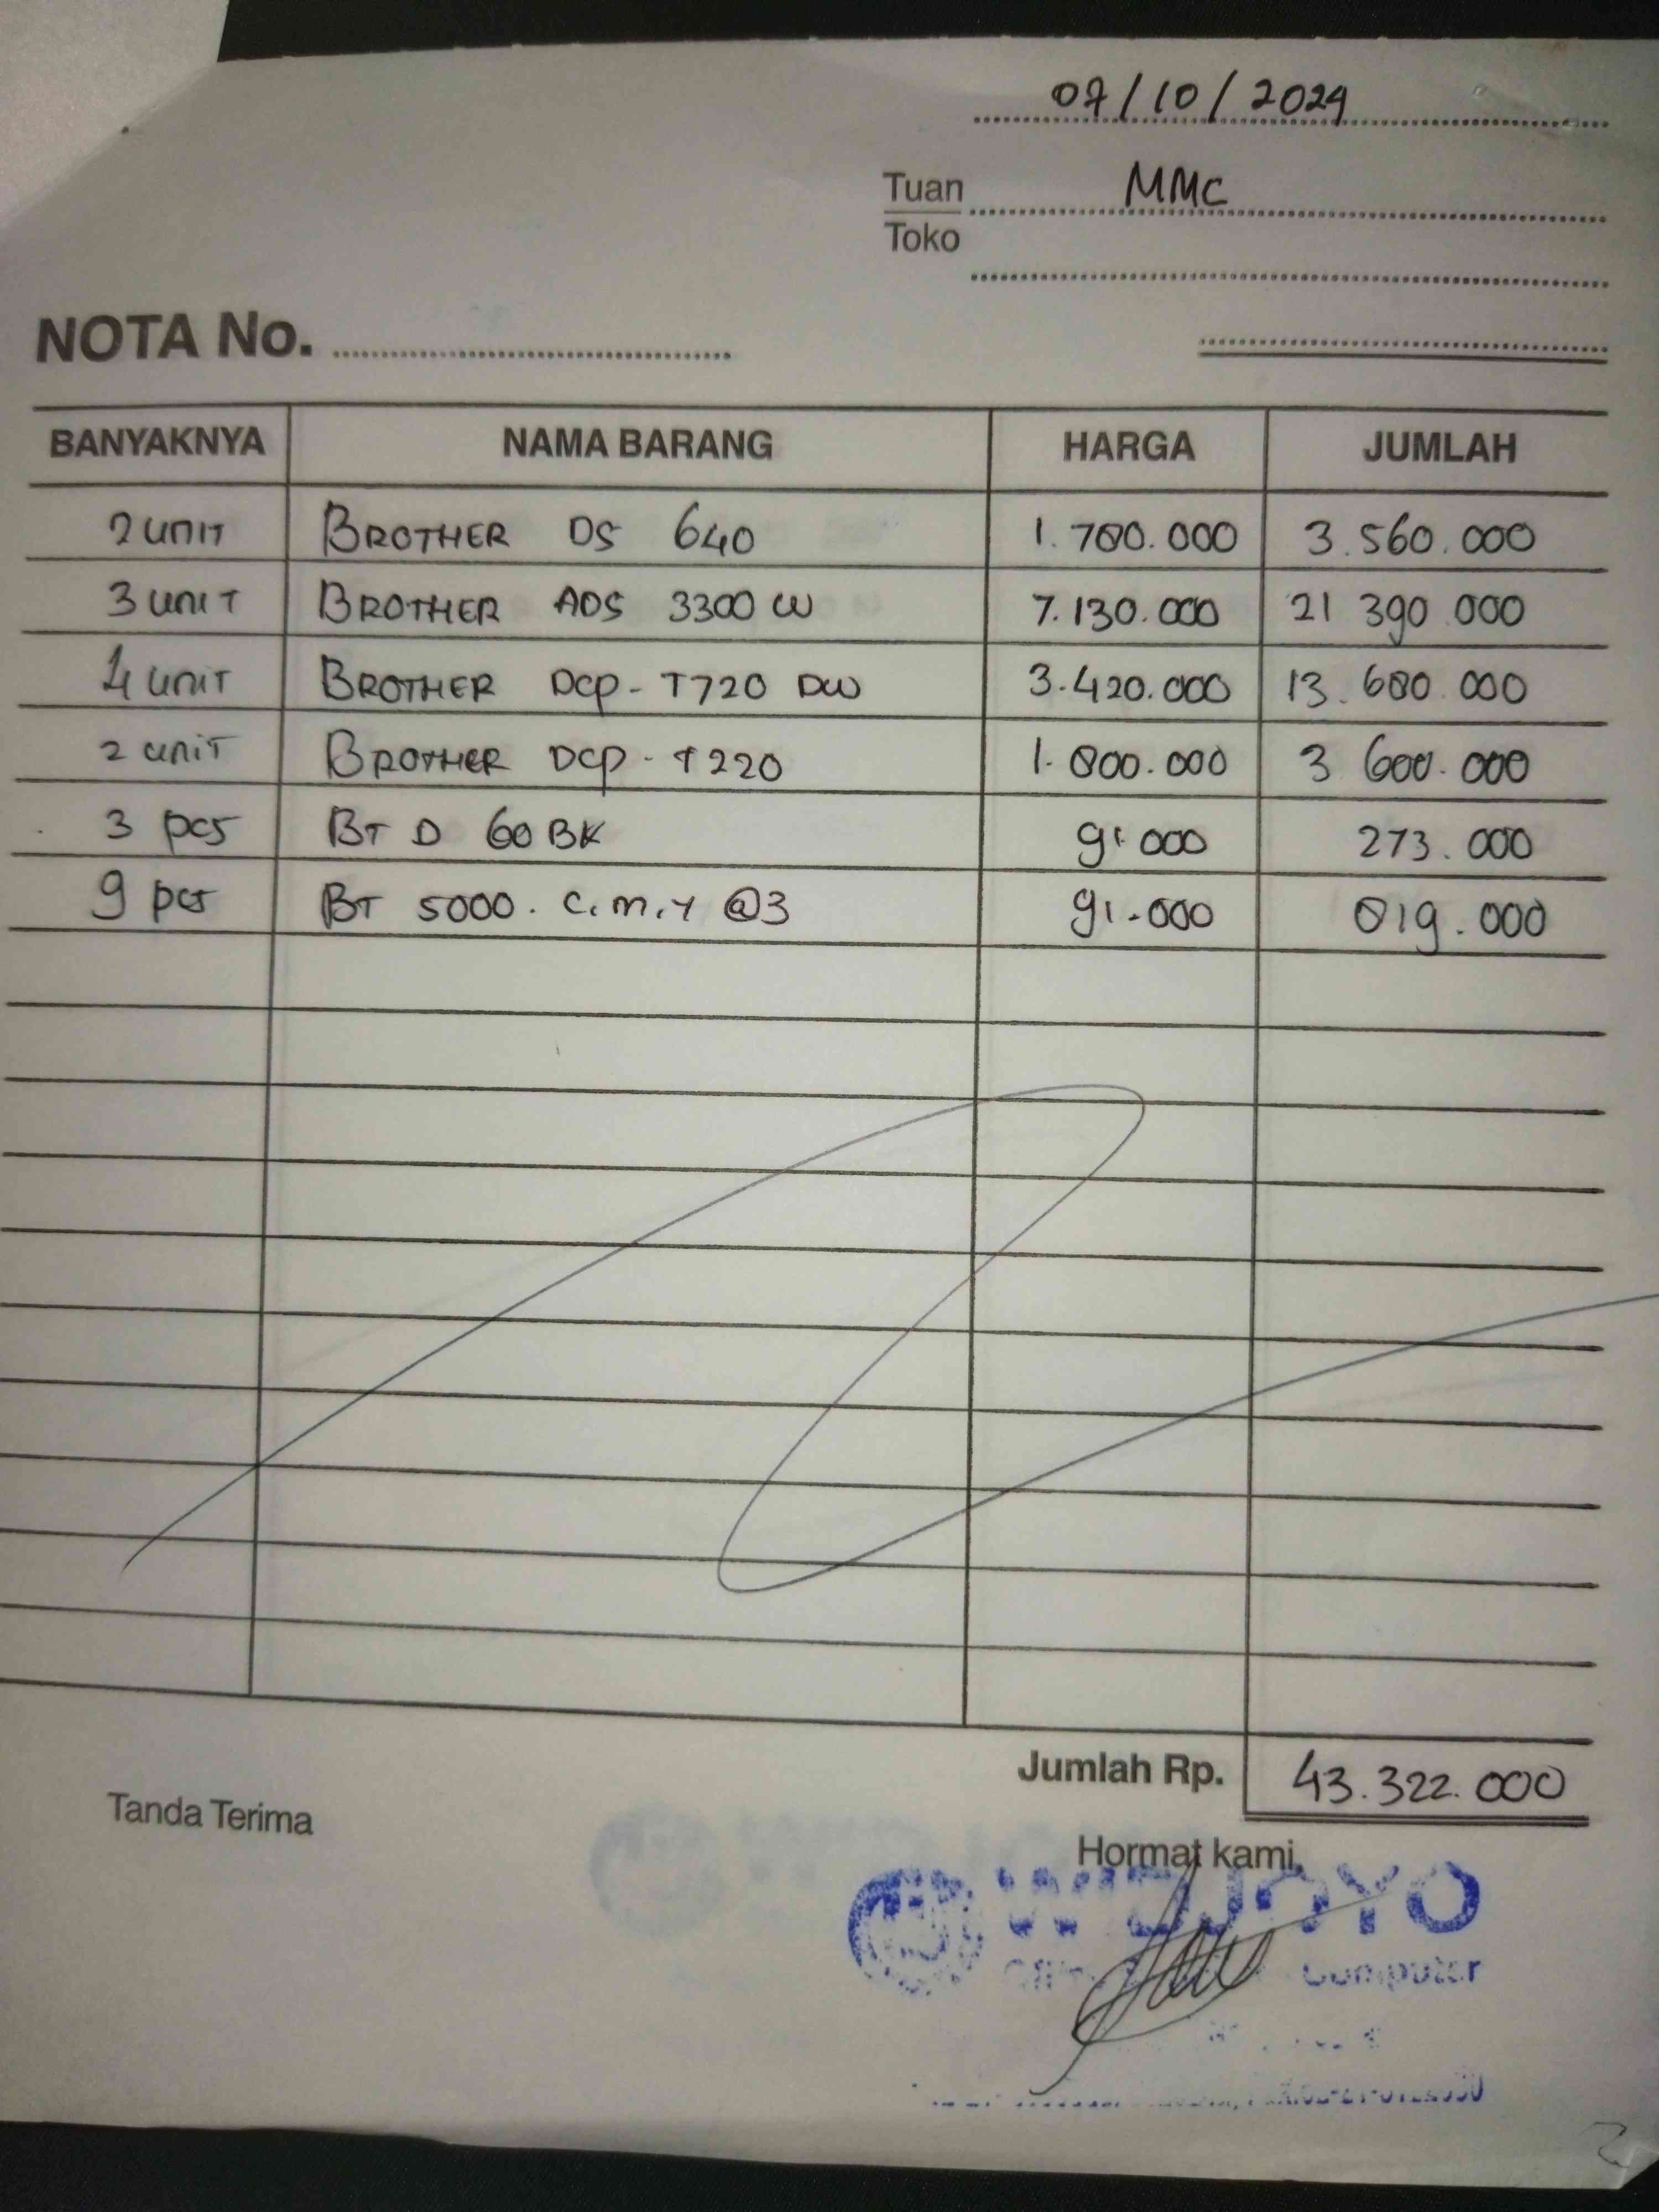 07/10/2024
Tuan MMC
Toko
NOTA No.
BANYAKNYA NAMA BARANG HARGA JUMLAH
2 unit BROTHER DS 640 1.780.000 3.560.000
3 unit BROTHER ADS 3300 W 7.130.000 21 390 000
4 unit BROTHER DCP-T720 DW 3.420.000 13.680.000
2 unit BROTHER DCP-T220 1.800.000 3 600.000
3 pcs BT D 60 BK 91.000 273.000
9 pcs BT 5000. C.M.Y @3 91.000 819.000
Jumlah Rp. 43.322.000
Tanda Terima
Hormat kami,
Computer